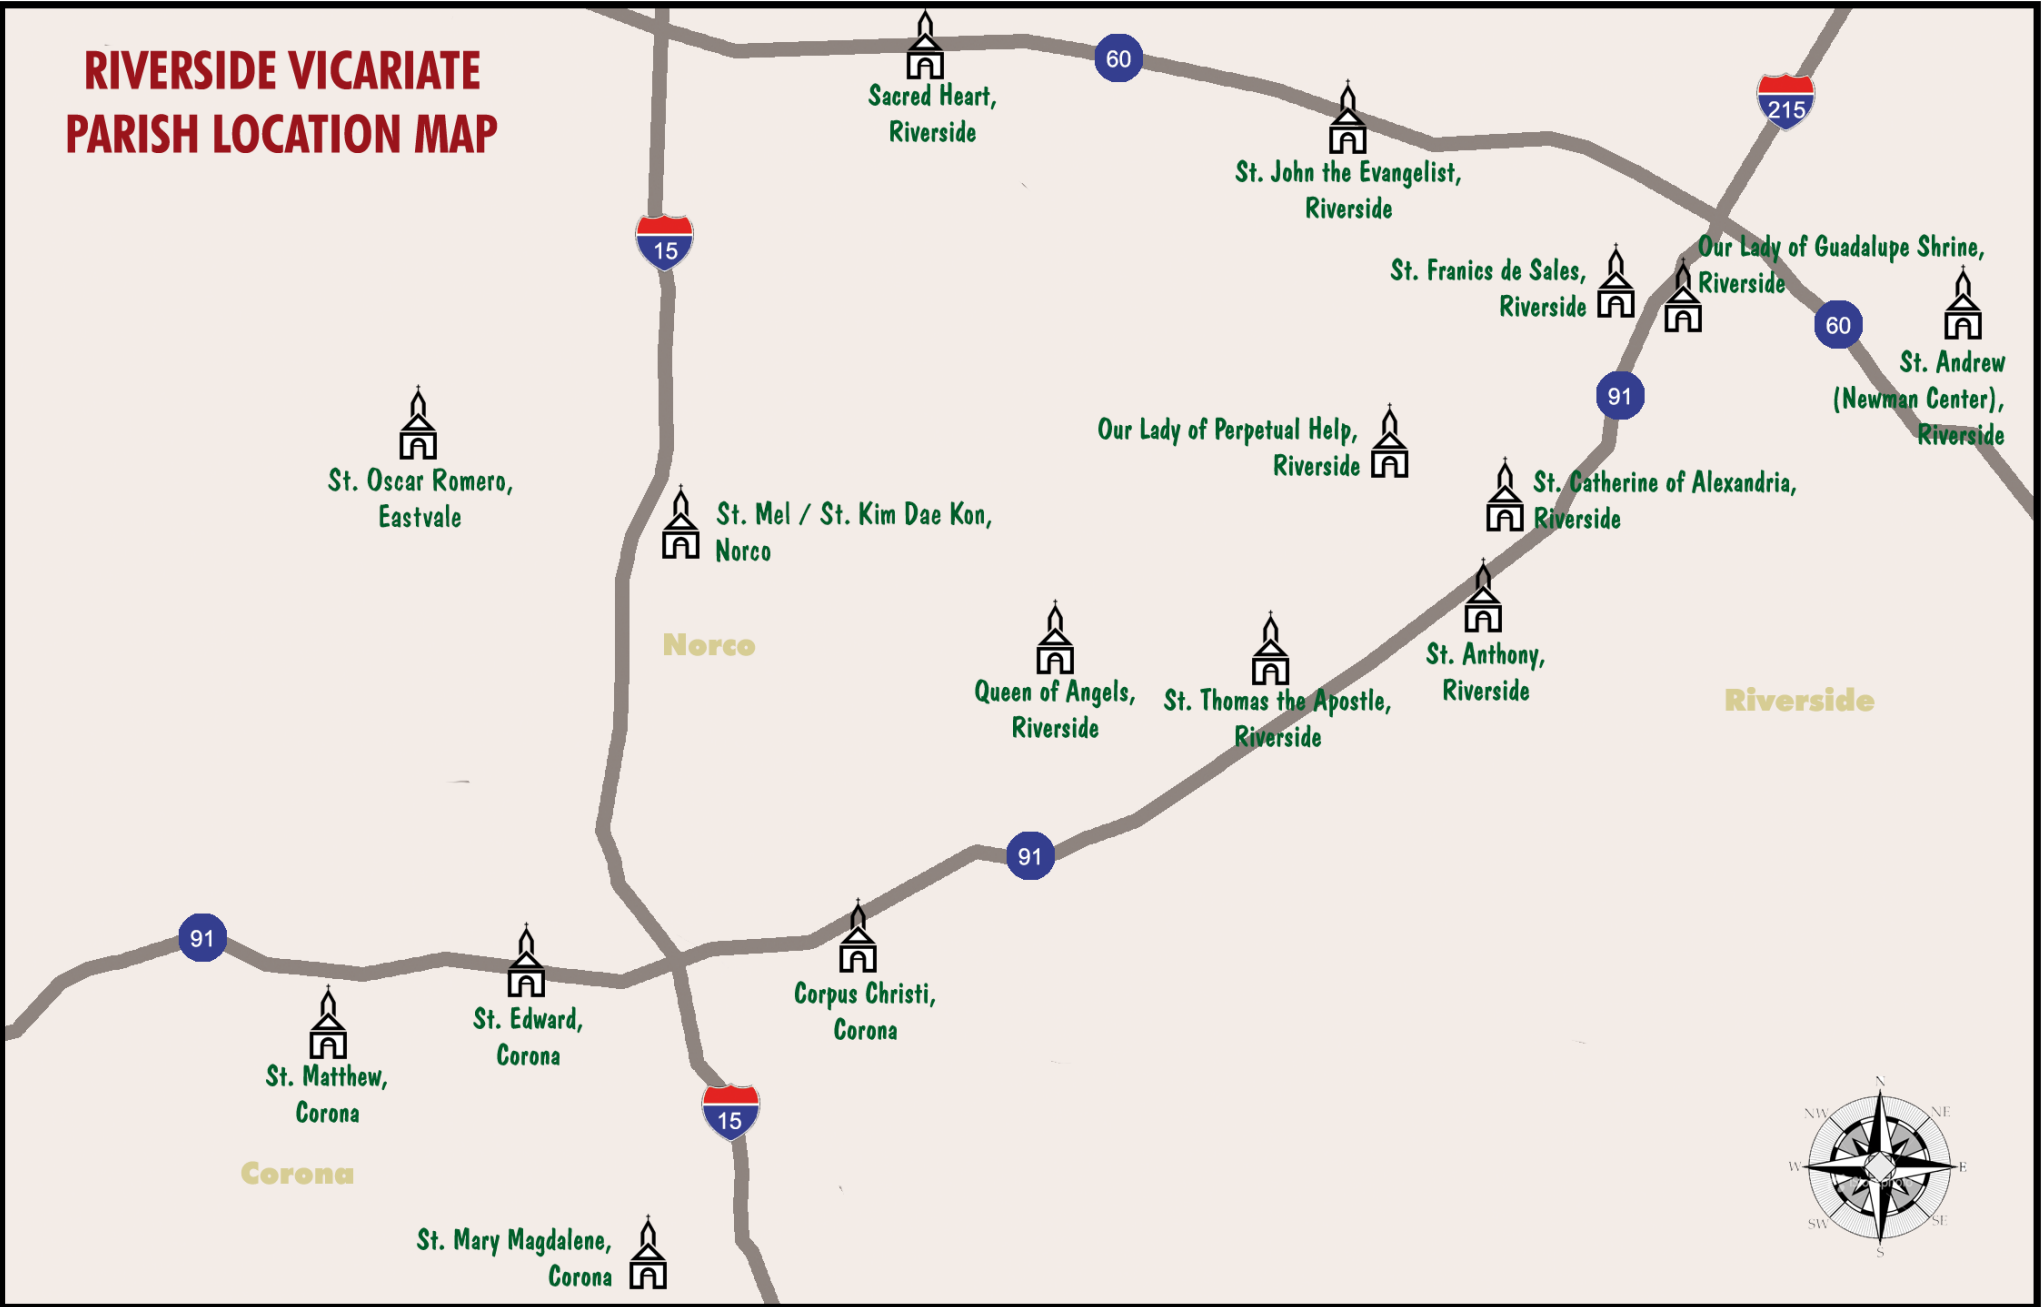 RIVERSIDE VICARIATE
PARISH LOCATION MAP
Sacred Heart,
Riverside
60
St. John the Evangelist,
Riverside
215
15
St. Franics de Sales,
Riverside
Our Lady of Guadalupe Shrine,
Riverside
60
St. Andrew
(Newman Center),
Riverside
91
St. Oscar Romero,
Eastvale
Our Lady of Perpetual Help,
Riverside
St. Catherine of Alexandria,
Riverside
St. Mel / St. Kim Dae Kon,
Norco
Norco
Queen of Angels,
Riverside
St. Thomas the Apostle,
Riverside
St. Anthony,
Riverside
Riverside
91
91
Corpus Christi,
Corona
St. Edward,
Corona
St. Matthew,
Corona
15
Corona
St. Mary Magdalene,
Corona
N
NW
NE
W
E
SW
SE
S